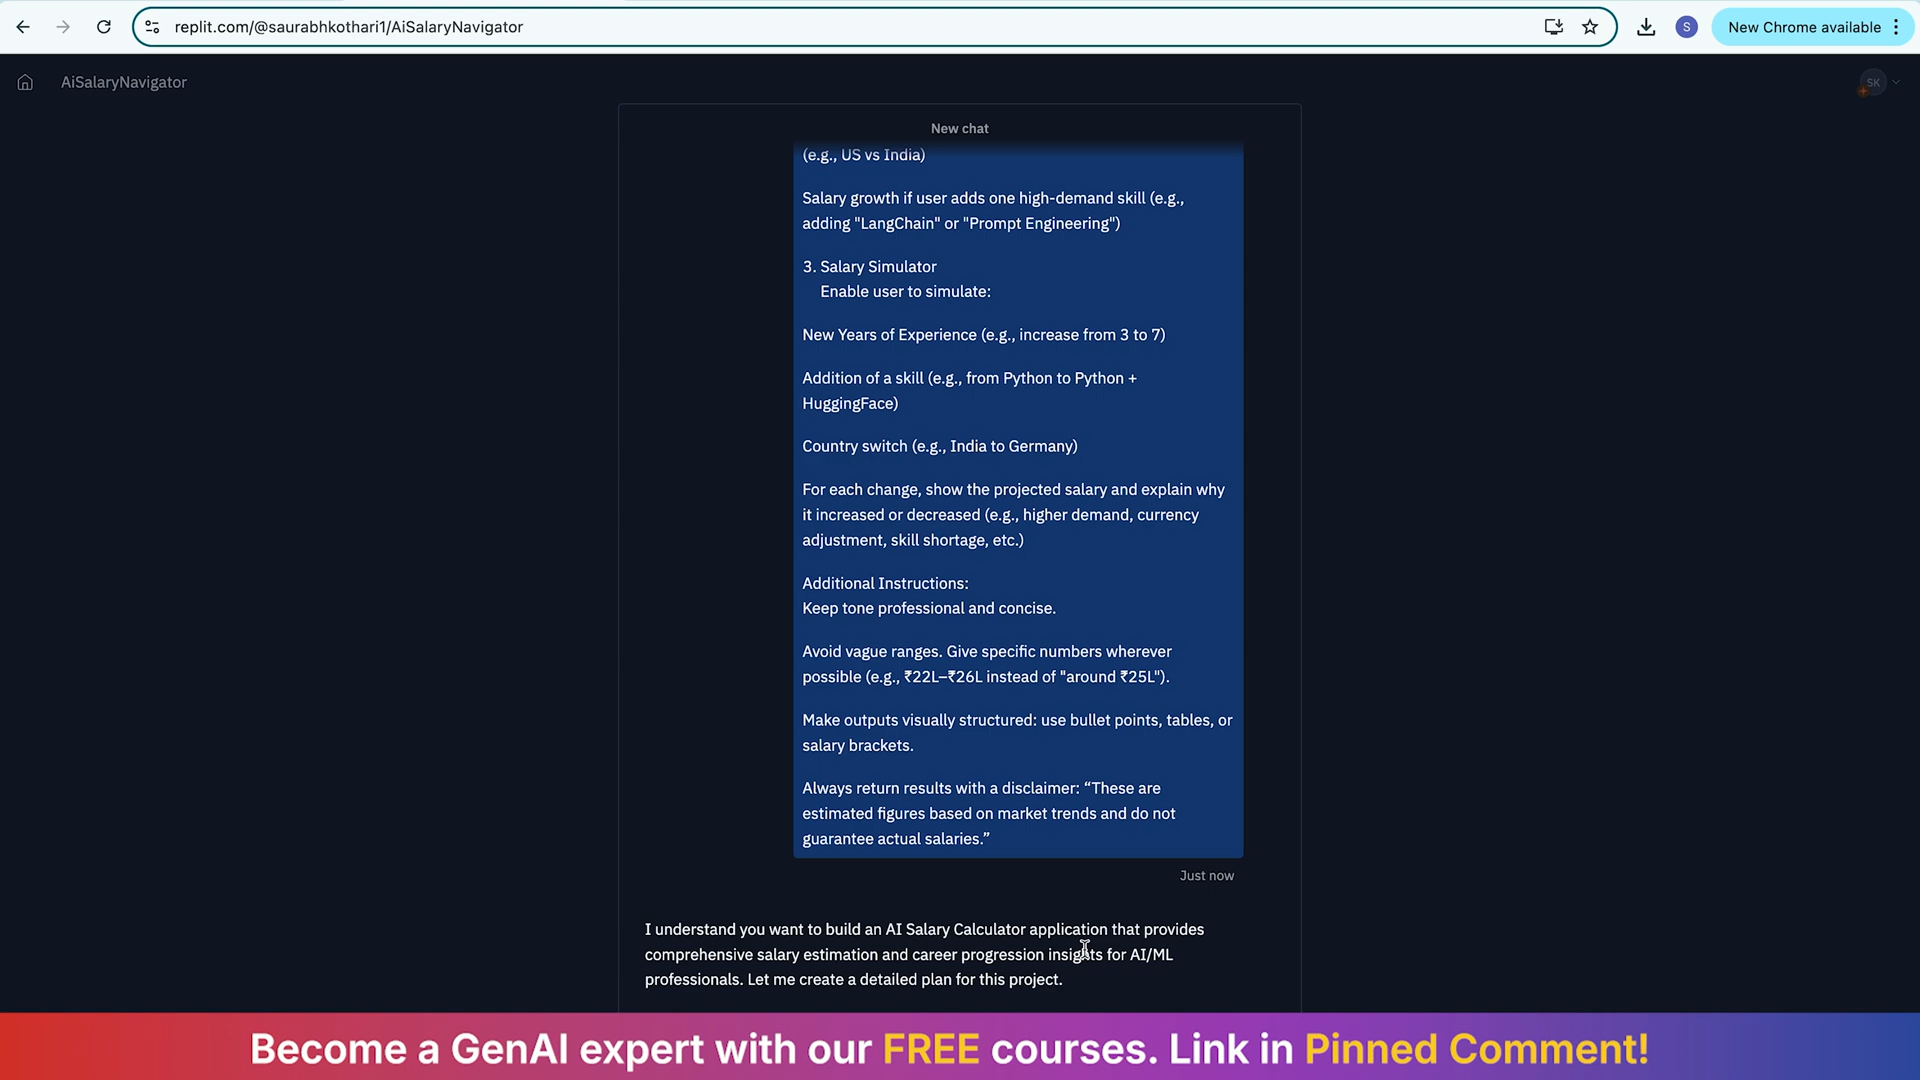 replit.com/@saurabhkothari1/AiSalaryNavigator
S
New Chrome available
AiSalaryNavigator
SK
New chat
(e.g., US vs India)
Salary growth if user adds one high-demand skill (e.g.,
adding "LangChain" or "Prompt Engineering")
3. Salary Simulator
Enable user to simulate:
New Years of Experience (e.g., increase from 3 to 7)
Addition of a skill (e.g., from Python to Python +
HuggingFace)
Country switch (e.g., India to Germany)
For each change, show the projected salary and explain why
it increased or decreased (e.g., higher demand, currency
adjustment, skill shortage, etc.)
Additional Instructions:
Keep tone professional and concise.
Avoid vague ranges. Give specific numbers wherever
possible (e.g., ₹22L–₹26L instead of "around ₹25L").
Make outputs visually structured: use bullet points, tables, or
salary brackets.
Always return results with a disclaimer: “These are
estimated figures based on market trends and do not
guarantee actual salaries.”
Just now
I understand you want to build an AI Salary Calculator application that provides
comprehensive salary estimation and career progression insights for AI/ML
professionals. Let me create a detailed plan for this project.
Become a GenAI expert with our FREE courses. Link in Pinned Comment!